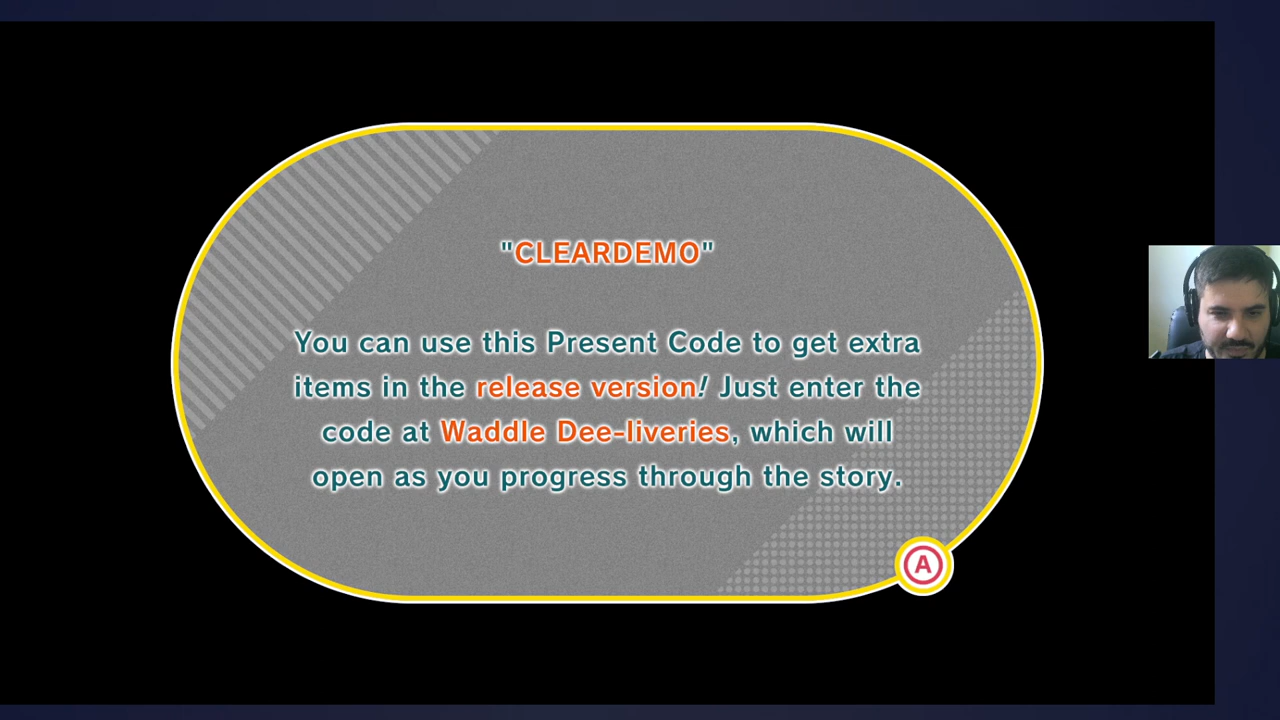 "CLEARDEMO"
You can use this Present Code to get extra
items in the release version! Just enter the
code at Waddle Dee-liveries, which will
open as you progress through the story.
A